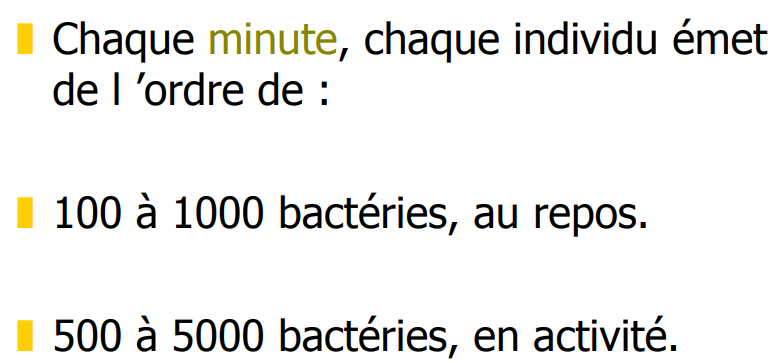 Chaque minute, chaque individu émet
de l ’ordre de :
100 à 1000 bactéries, au repos.
500 à 5000 bactéries, en activité.